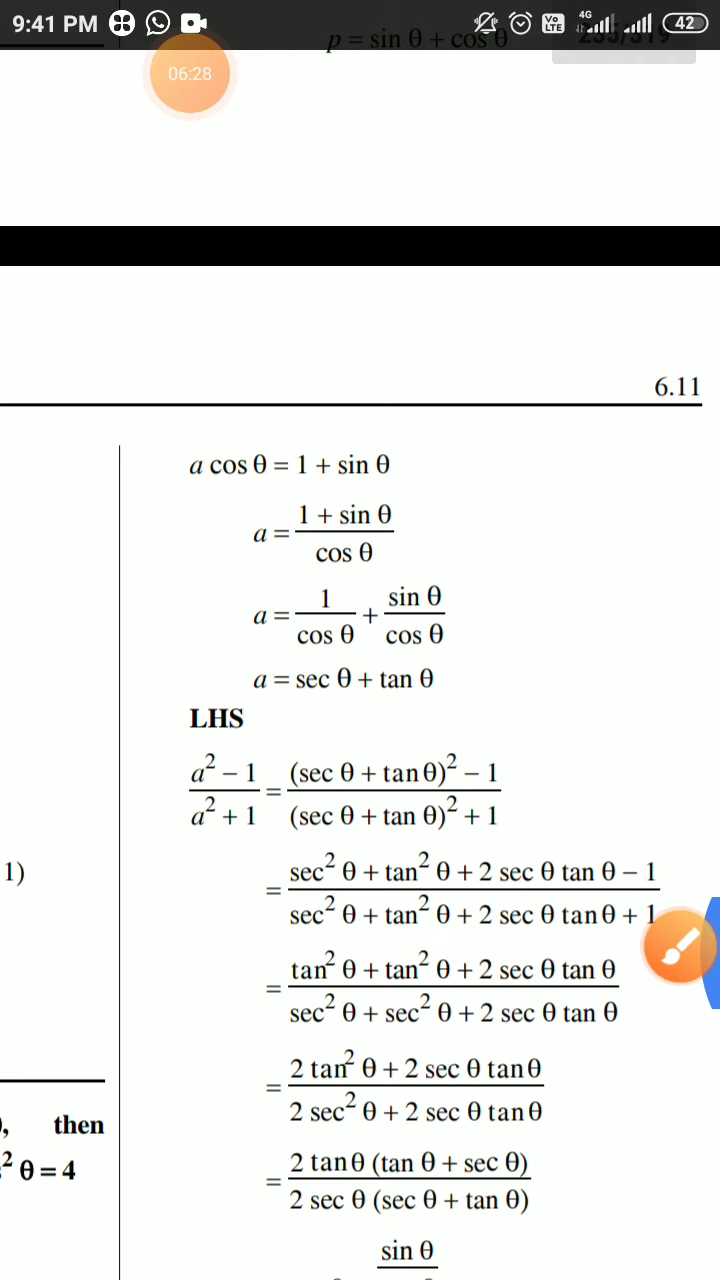 9:41 PM Vo LTE 4G 42
p = sin θ + cos θ
06:28
6.11
a cos θ = 1 + sin θ
a = (1 + sin θ)/(cos θ)
a = 1/(cos θ) + (sin θ)/(cos θ)
a = sec θ + tan θ
LHS
(a² – 1)/(a² + 1) = ((sec θ + tan θ)² – 1)/((sec θ + tan θ)² + 1)
1)
= (sec² θ + tan² θ + 2 sec θ tan θ – 1)/(sec² θ + tan² θ + 2 sec θ tan θ + 1)
= (tan² θ + tan² θ + 2 sec θ tan θ)/(sec² θ + sec² θ + 2 sec θ tan θ)
= (2 tan² θ + 2 sec θ tan θ)/(2 sec² θ + 2 sec θ tan θ)
, then
² θ = 4
= (2 tan θ (tan θ + sec θ))/(2 sec θ (sec θ + tan θ))
sin θ